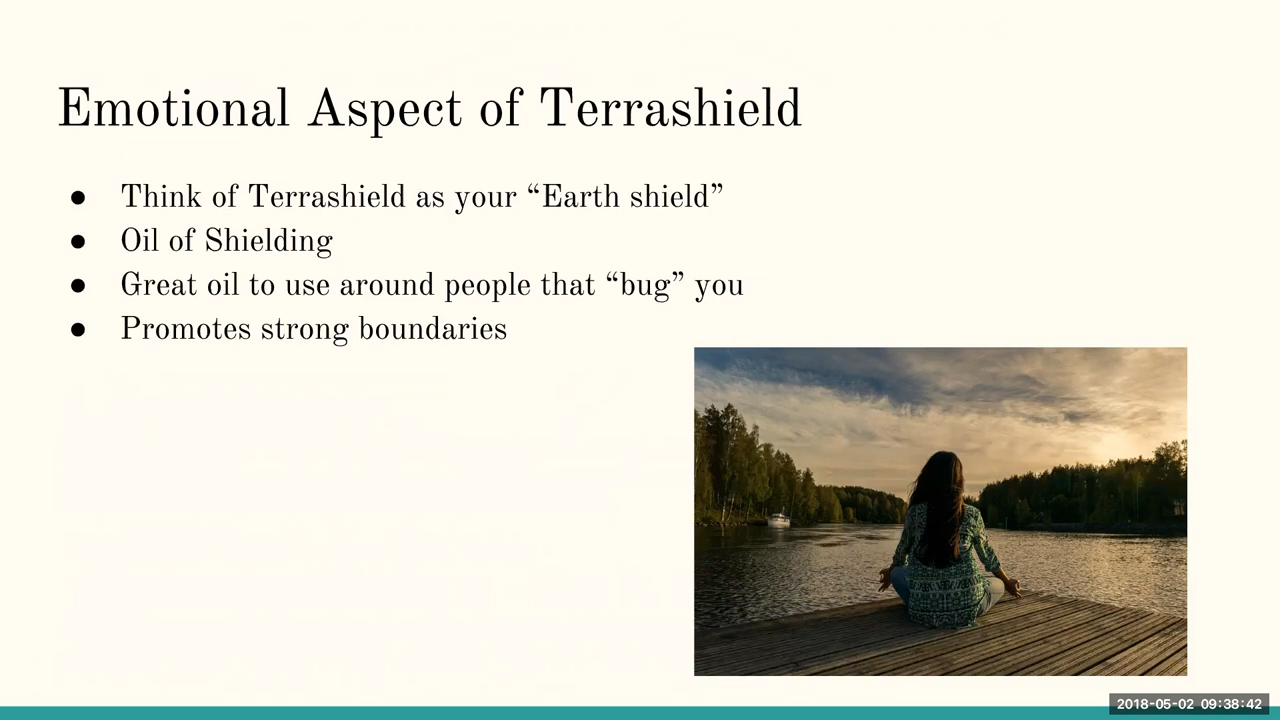 Emotional Aspect of Terrashield
● Think of Terrashield as your “Earth shield”
● Oil of Shielding
● Great oil to use around people that “bug” you
● Promotes strong boundaries
2018-05-02 09:38:42